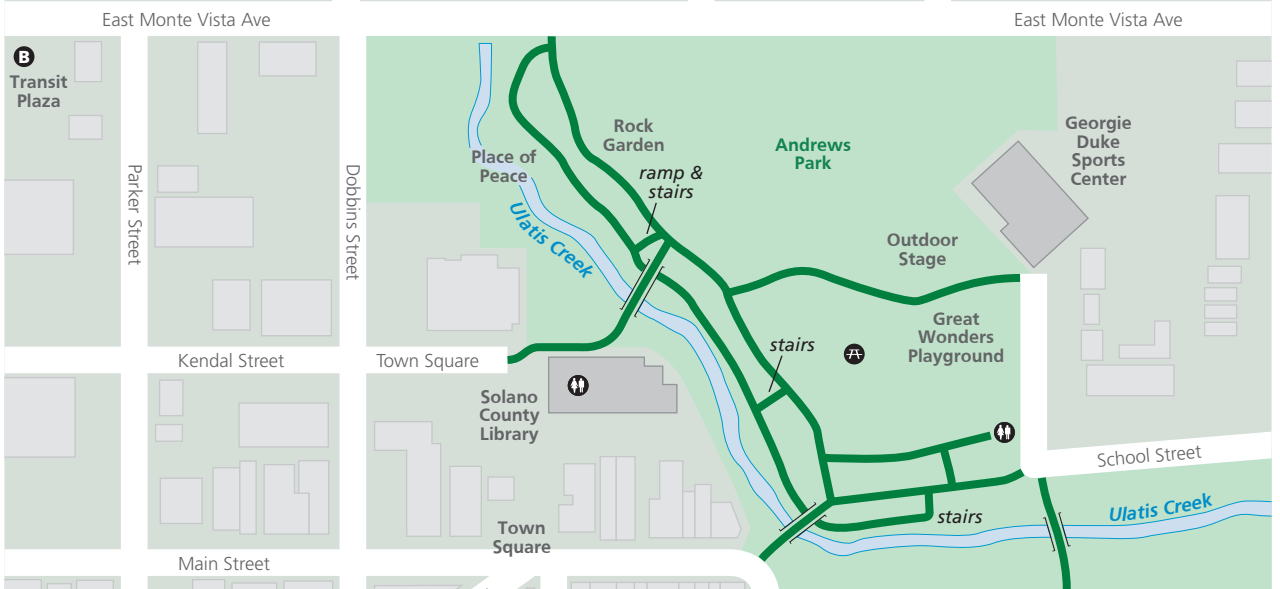 East Monte Vista Ave
East Monte Vista Ave
B
Transit
Plaza
Parker Street
Dobbins Street
Place of
Peace
Rock
Garden
ramp &
stairs
Andrews
Park
Georgie
Duke
Sports
Center
Ulatis Creek
Outdoor
Stage
Great
Wonders
Playground
stairs
Kendal Street
Town Square
Solano
County
Library
School Street
Ulatis Creek
stairs
Town
Square
Main Street